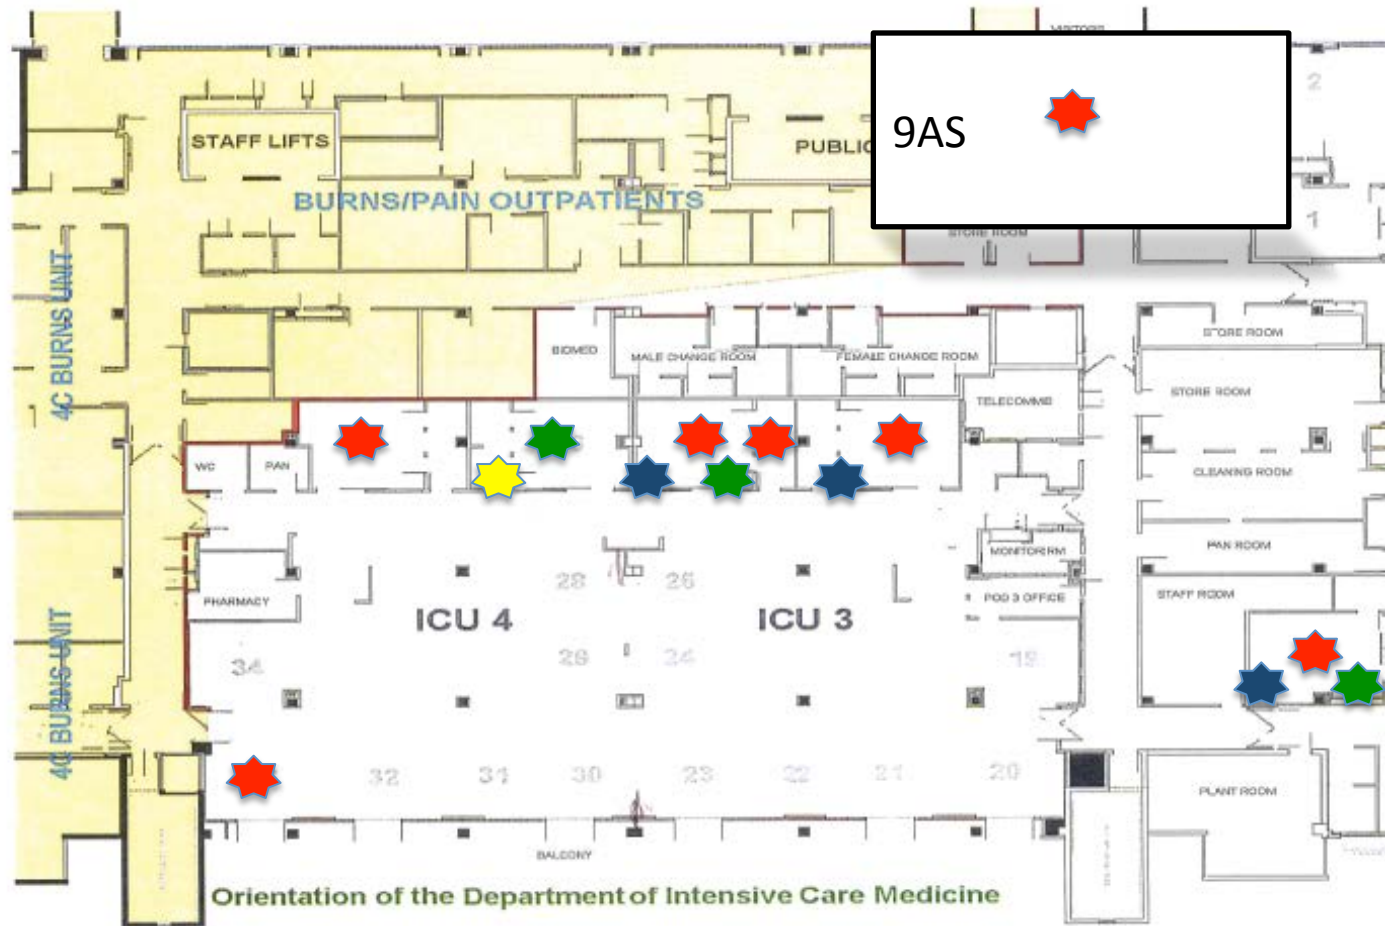 VISITORS
2
9AS
STAFF LIFTS
PUBLIC
BURNS/PAIN OUTPATIENTS
1
STORE ROOM
4C BURNS UNIT
STORE ROOM
BIOMED
MALE CHANGE ROOM
FEMALE CHANGE ROOM
STORE ROOM
TELECOMMS
WC
PAN
CLEANING ROOM
PAN ROOM
MONITOR RM
28
26
PHARMACY
POD 3 OFFICE
STAFF ROOM
ICU 4
ICU 3
34
29
24
19
4C BURNS UNIT
32
31
30
23
22
21
20
PLANT ROOM
BALCONY
Orientation of the Department of Intensive Care Medicine